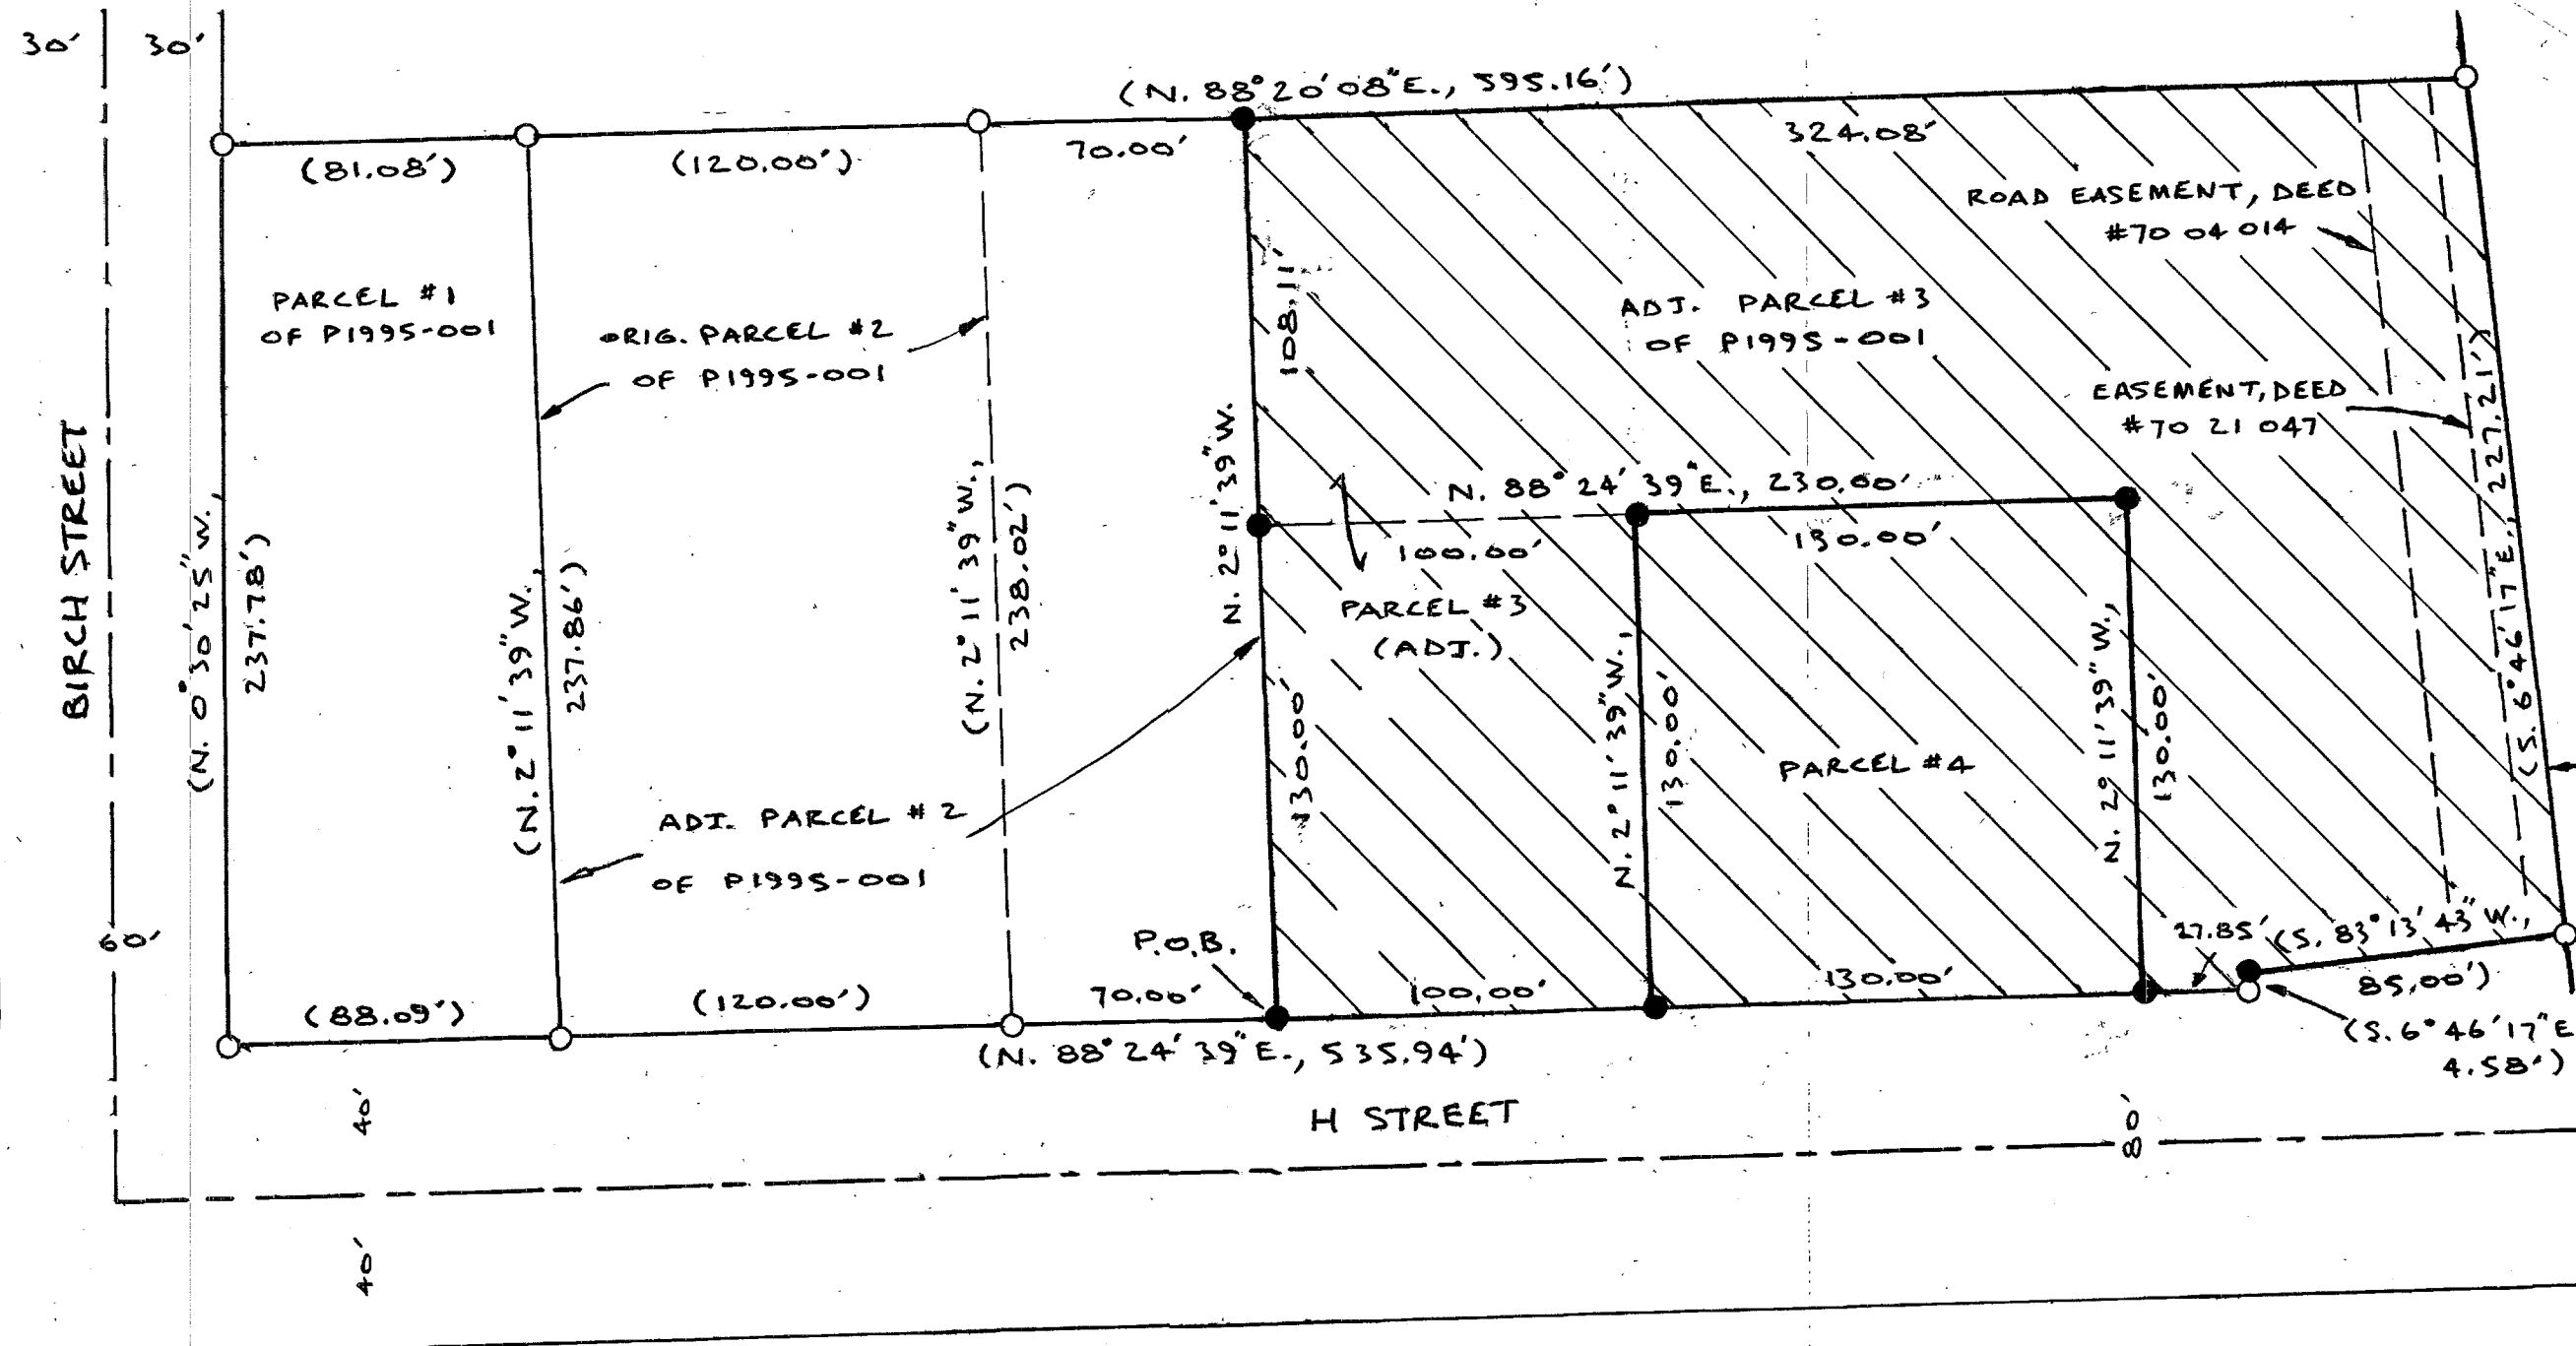 30' 30'
(N. 88° 20' 08" E., 595.16')
(81.08')
(120.00')
70.00'
324.08'
ROAD EASEMENT, DEED
#70 04 014
PARCEL #1
OF P1995-001
ORIG. PARCEL #2
OF P1995-001
108.11'
ADJ. PARCEL #3
OF P1995-001
EASEMENT, DEED
#70 21 047
(S. 6° 46' 17" E., 227.21')
BIRCH STREET
(N. 0° 30' 25" W.,
237.78')
(N. 2° 11' 39" W.,
237.86')
(N. 2° 11' 39" W.,
238.02')
N. 2° 11' 39" W.
N. 88° 24' 39" E., 230.00'
100.00'
130.00'
PARCEL #3
(ADJ.)
130.00'
N. 2° 11' 39" W.,
130.00'
PARCEL #4
N. 2° 11' 39" W.,
130.00'
ADJ. PARCEL #2
OF P1995-001
60'
P.O.B.
27.85'
(S. 83° 13' 43" W.,
85.00')
(88.09')
(120.00')
70.00'
100.00'
130.00'
(S. 6° 46' 17" E
4.58')
(N. 88° 24' 39" E., 535.94')
40'
H STREET
80'
40'